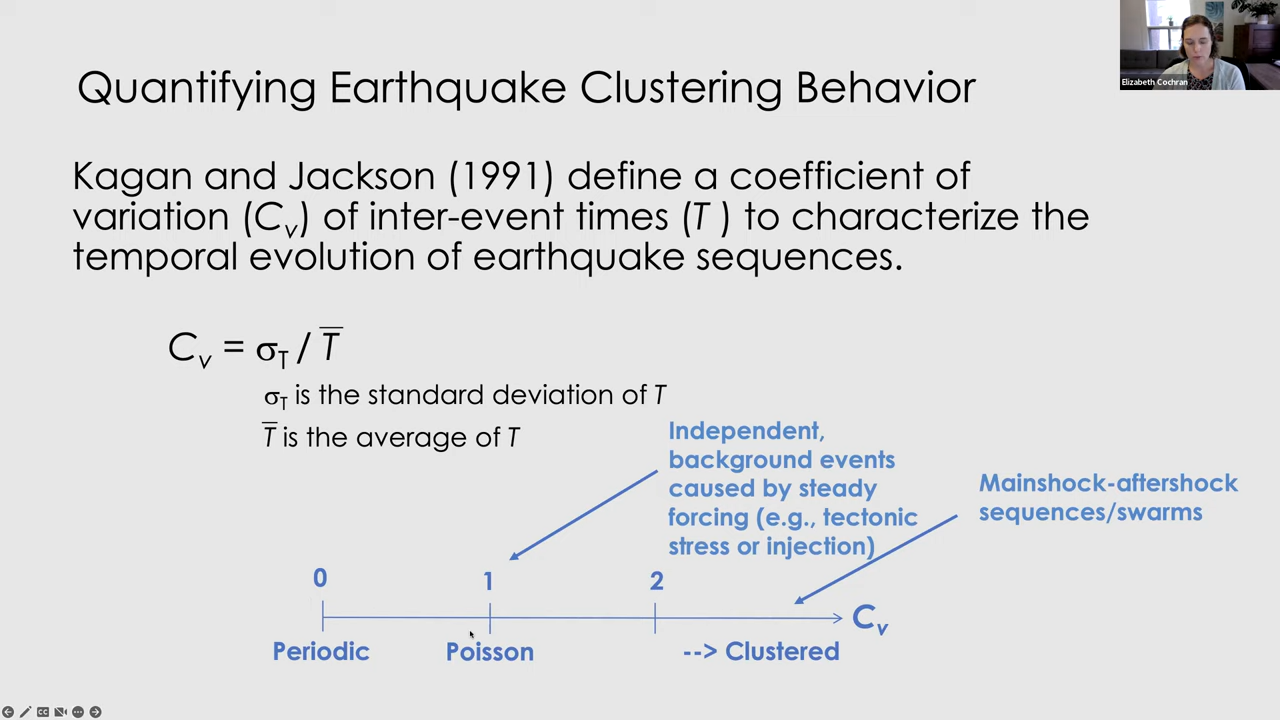 Quantifying Earthquake Clustering Behavior
Elizabeth Cochran
Kagan and Jackson (1991) define a coefficient of
variation (Cv) of inter-event times (T ) to characterize the
temporal evolution of earthquake sequences.
Cv = σT / T̅
σT is the standard deviation of T
T̅ is the average of T
Independent,
background events
caused by steady
forcing (e.g., tectonic
stress or injection)
Mainshock-aftershock
sequences/swarms
0
1
2
Cv
Periodic
Poisson
--> Clustered